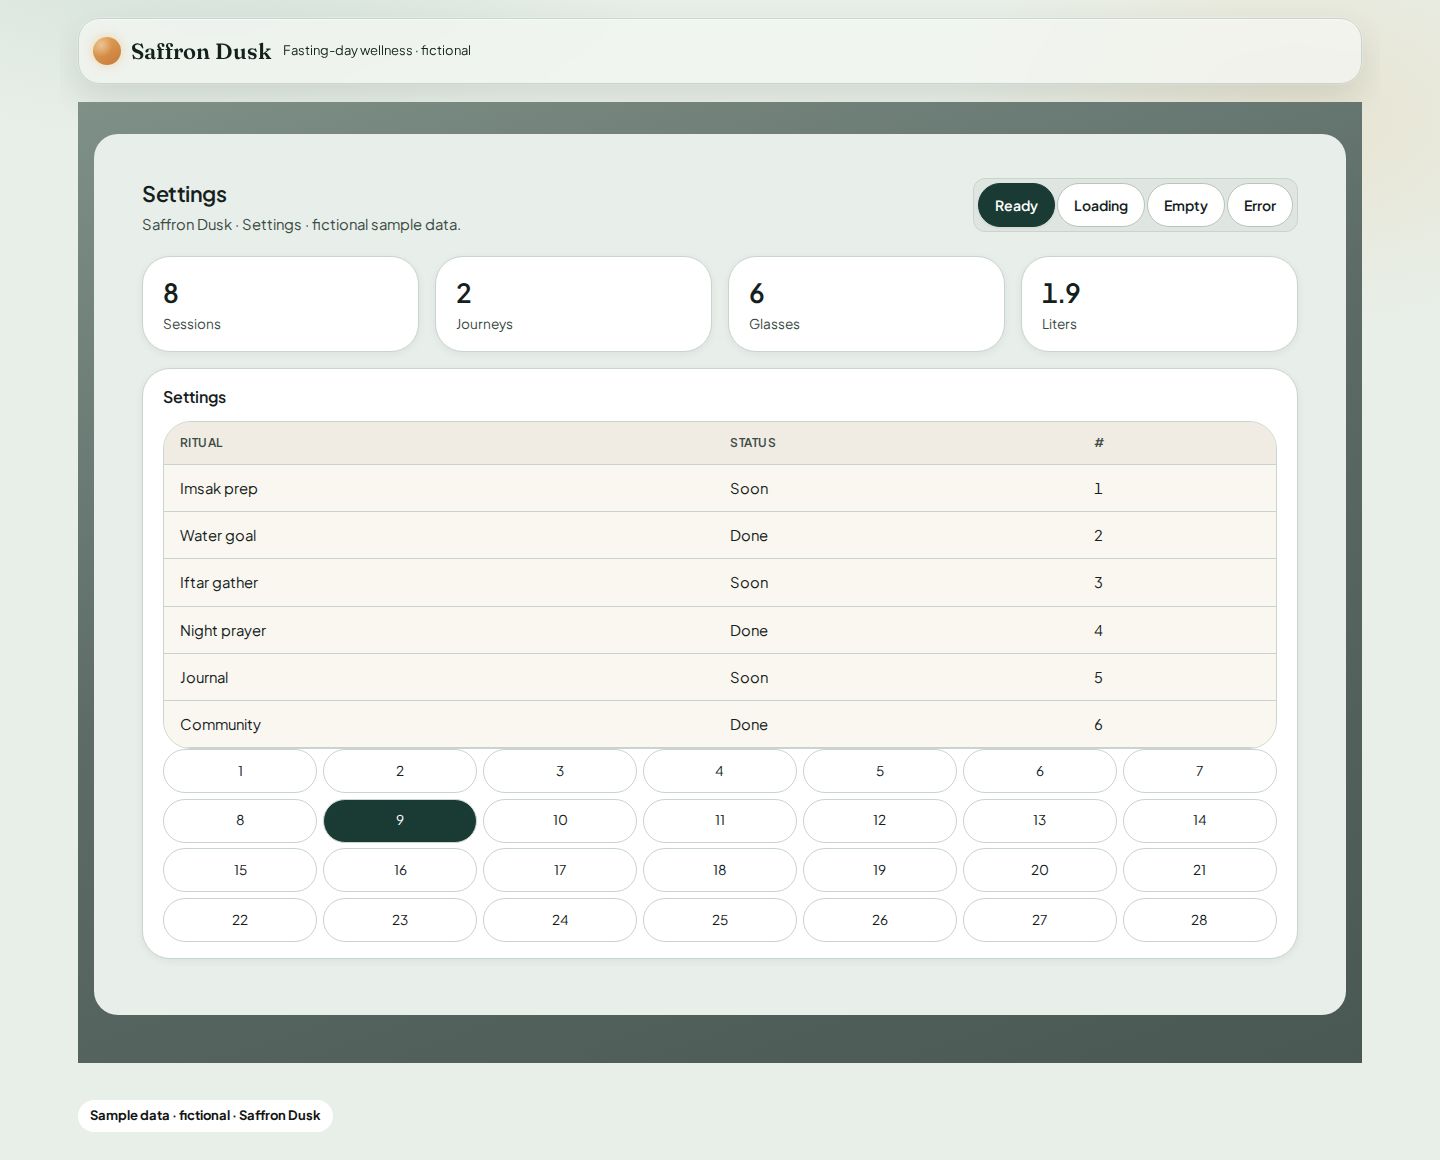 Saffron Dusk Fasting-day wellness · fictional
Settings
Saffron Dusk · Settings · fictional sample data.
Ready Loading Empty Error
8 2 6 1.9
Sessions Journeys Glasses Liters
Settings
RITUAL STATUS #
Imsak prep Soon 1
Water goal Done 2
Iftar gather Soon 3
Night prayer Done 4
Journal Soon 5
Community Done 6
1 2 3 4 5 6 7
8 9 10 11 12 13 14
15 16 17 18 19 20 21
22 23 24 25 26 27 28
Sample data · fictional · Saffron Dusk